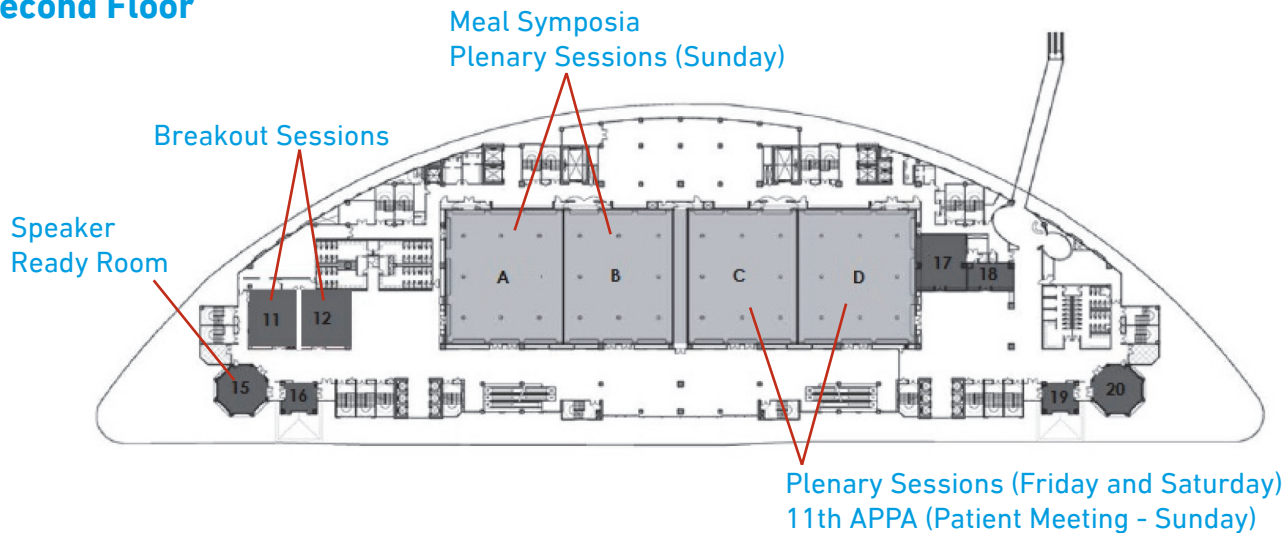 econd Floor
Meal Symposia
Plenary Sessions (Sunday)
Breakout Sessions
Speaker
Ready Room
A
B
C
D
17
18
11
12
15
16
19
20
Plenary Sessions (Friday and Saturday)
11th APPA (Patient Meeting - Sunday)